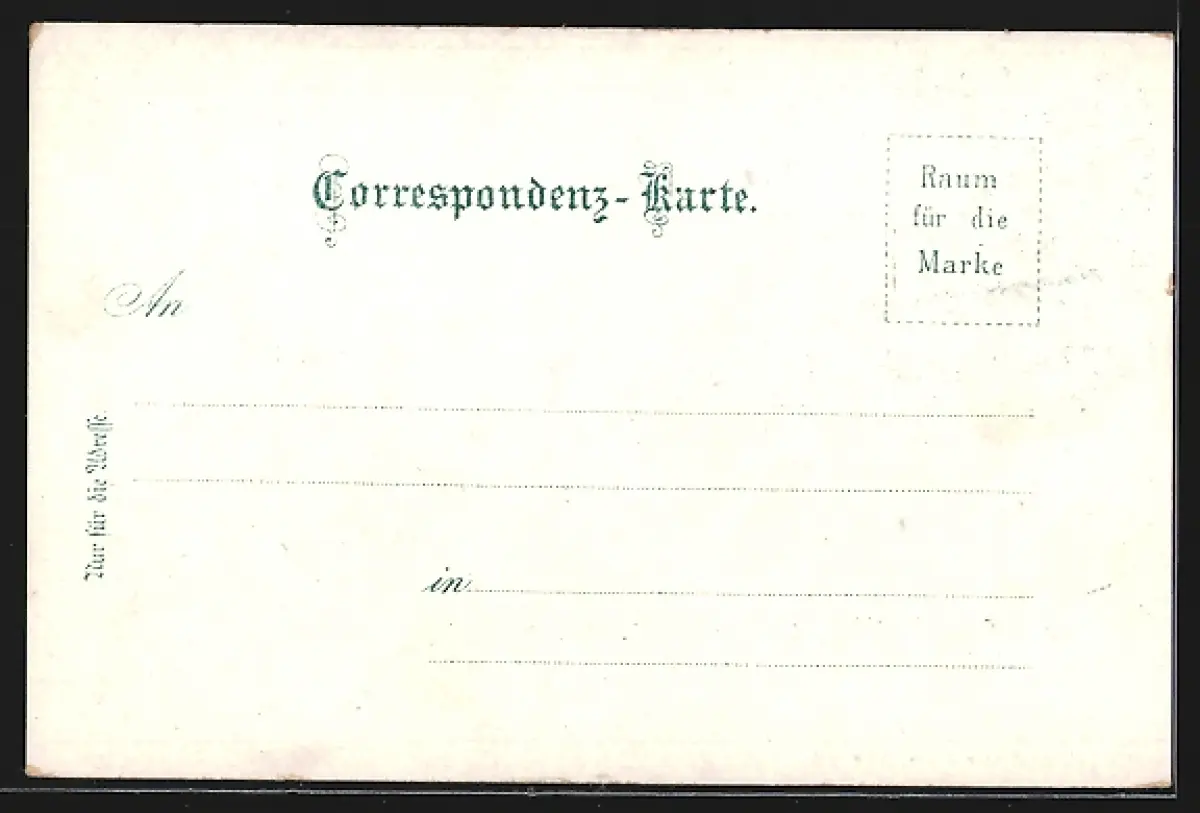 Correspondenz-Karte.
Raum
für die
Marke
An
Nur für die Adresse
in